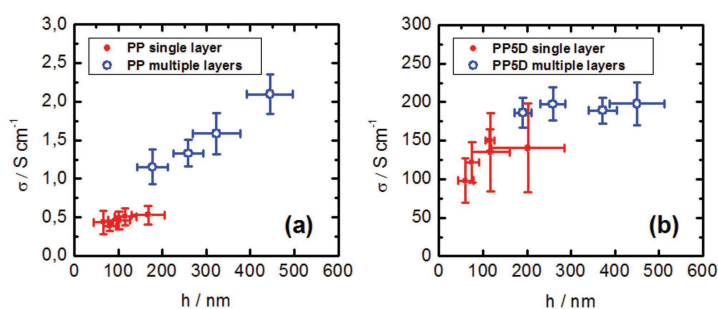 3,0
2,5
2,0
1,5
1,0
0,5
0,0
σ / S cm⁻¹
PP single layer
PP multiple layers
(a)
0 100 200 300 400 500 600
h / nm
300
250
200
150
100
50
0
σ / S cm⁻¹
PP5D single layer
PP5D multiple layers
(b)
0 100 200 300 400 500 600
h / nm